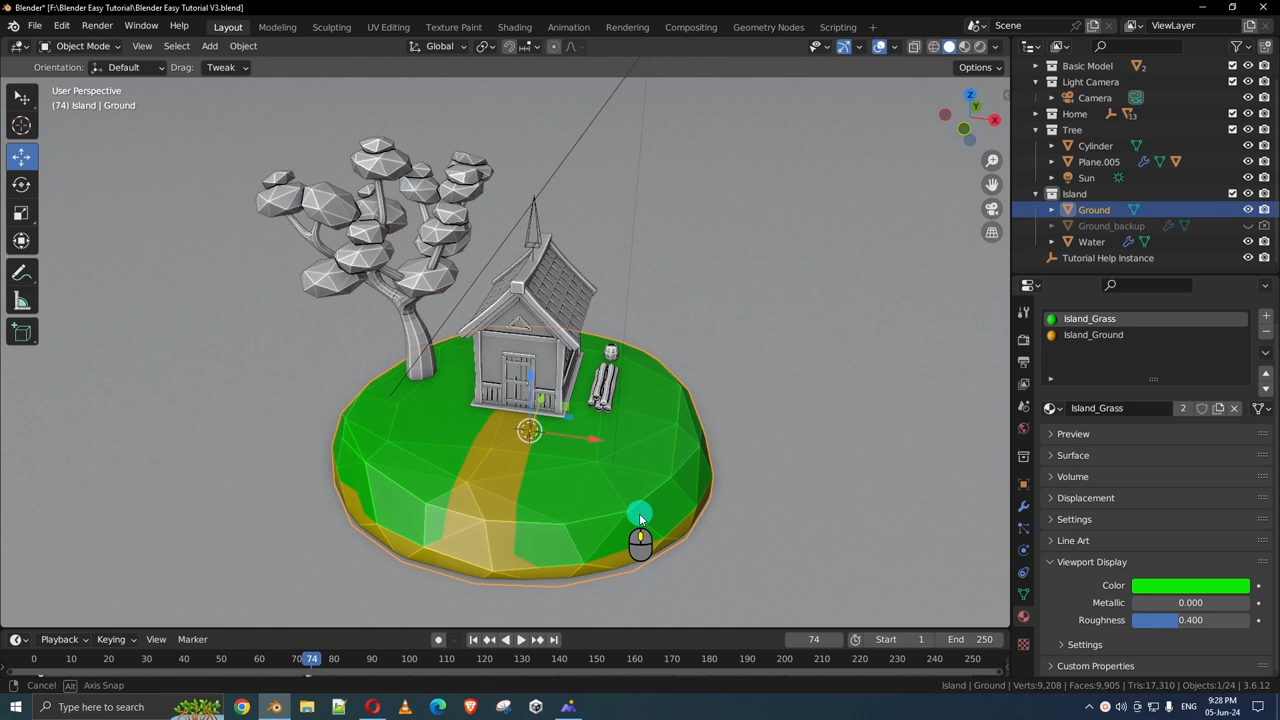 Blender* [F:\Blender Easy Tutorial\Blender Easy Tutorial V3.blend]
File Edit Render Window Help Layout Modeling Sculpting UV Editing Texture Paint Shading Animation Rendering Compositing Geometry Nodes Scripting Scene ViewLayer
Object Mode View Select Add Object Global
Orientation: Default Drag: Tweak Options
User Perspective
(74) Island | Ground
Z
Y
X
Basic Model 2
Light Camera
Camera
Home 13
Tree
Cylinder
Plane.005
Sun
Island
Ground
Ground_backup
Water
Tutorial Help Instance
Island_Grass
Island_Ground
Island_Grass 2
Preview
Surface
Volume
Displacement
Settings
Line Art
Viewport Display
Color
Metallic 0.000
Roughness 0.400
Settings
Custom Properties
Playback Keying View Marker 74 Start 1 End 250
0 10 20 30 40 50 60 70 74 80 90 100 110 120 130 140 150 160 170 180 190 200 210 220 230 240 250
Cancel Alt Axis Snap Island | Ground | Verts:9,208 | Faces:9,905 | Tris:17,310 | Objects:1/24 | 3.6.12
Type here to search
ENG
9:28 PM
05-Jun-24